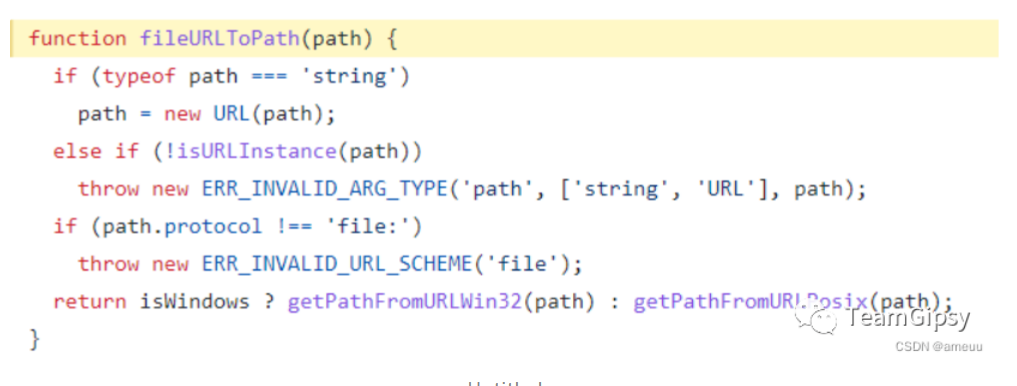 function fileURLToPath(path) {
  if (typeof path === 'string')
    path = new URL(path);
  else if (!isURLInstance(path))
    throw new ERR_INVALID_ARG_TYPE('path', ['string', 'URL'], path);
  if (path.protocol !== 'file:')
    throw new ERR_INVALID_URL_SCHEME('file');
  return isWindows ? getPathFromURLWin32(path) : getPathFromURLPosix(path);
}
TeamGipsy
CSDN @ameuu